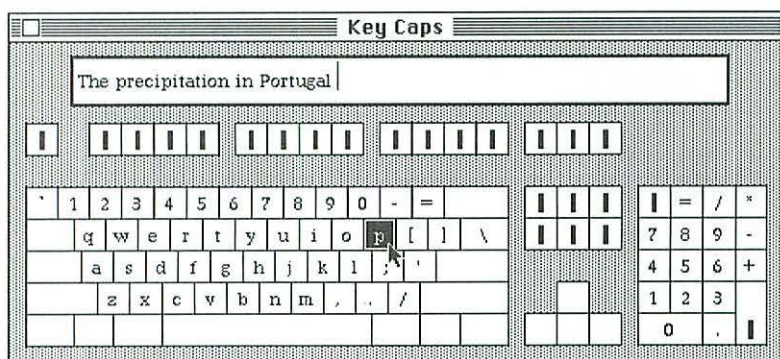 Key Caps
The precipitation in Portugal
` 1 2 3 4 5 6 7 8 9 0 - =
q w e r t y u i o p [ ] \
a s d f g h j k l ; '
z x c v b n m , . /
= / *
7 8 9 -
4 5 6 +
1 2 3
0 .